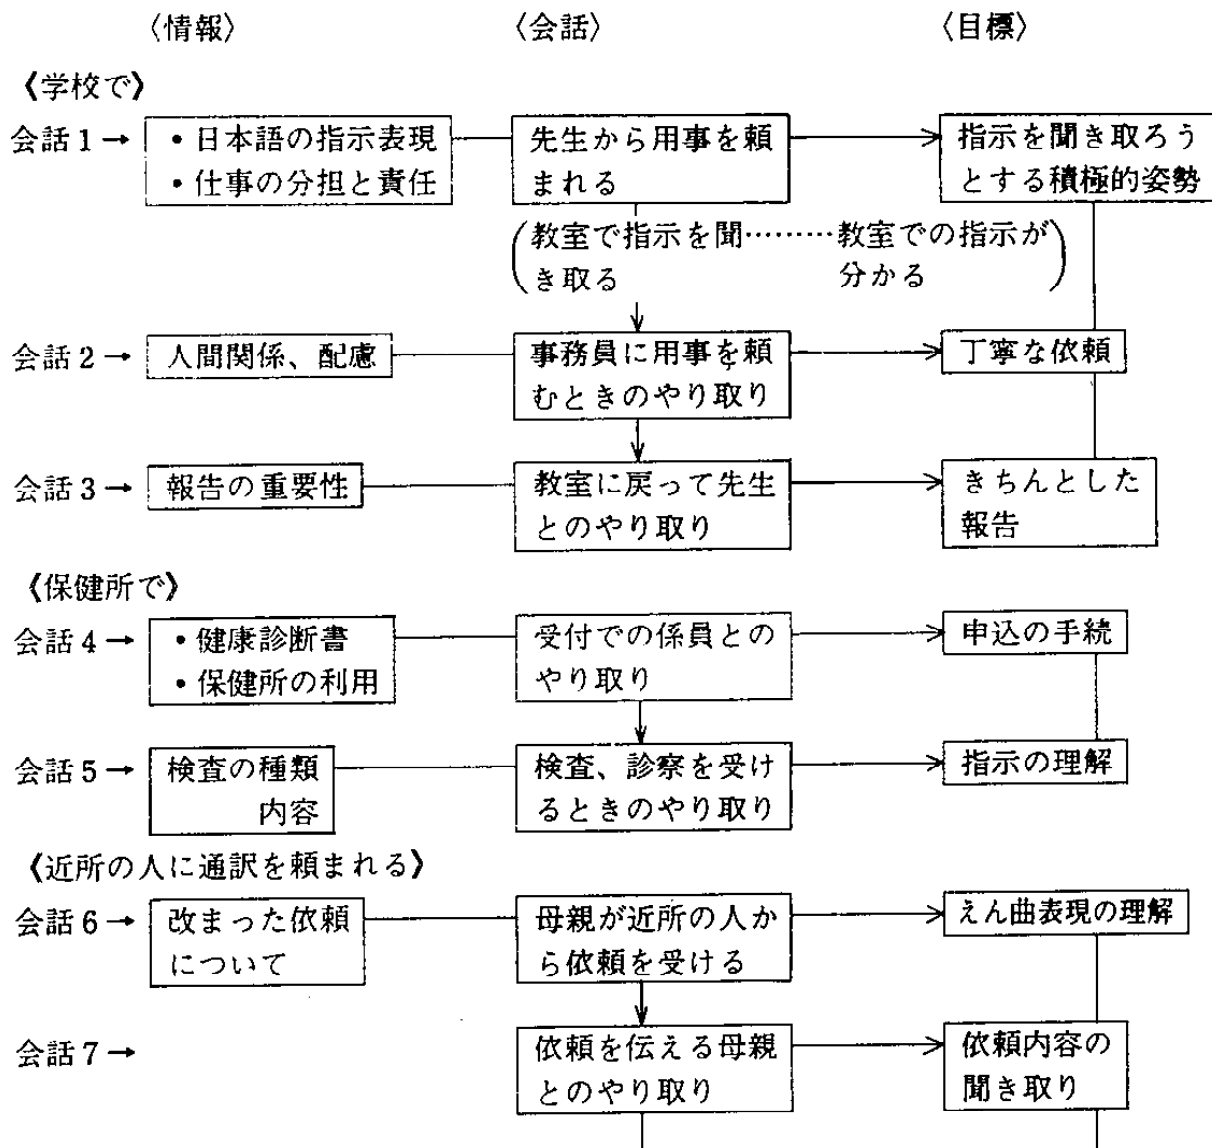 〈情報〉 〈会話〉 〈目標〉
《学校で》
会話1→ ・日本語の指示表現 先生から用事を頼 指示を聞き取ろう
・仕事の分担と責任 まれる とする積極的姿勢
(教室で指示を聞………教室での指示が
き取る 分かる)
会話2→ 人間関係、配慮 事務員に用事を頼 丁寧な依頼
むときのやり取り
会話3→ 報告の重要性 教室に戻って先生 きちんとした
とのやり取り 報告
《保健所で》
会話4→ ・健康診断書 受付での係員との 申込の手続
・保健所の利用 やり取り
会話5→ 検査の種類 検査、診察を受け 指示の理解
内容 るときのやり取り
《近所の人に通訳を頼まれる》
会話6→ 改まった依頼 母親が近所の人か えん曲表現の理解
について ら依頼を受ける
会話7→ 依頼を伝える母親 依頼内容の
とのやり取り 聞き取り